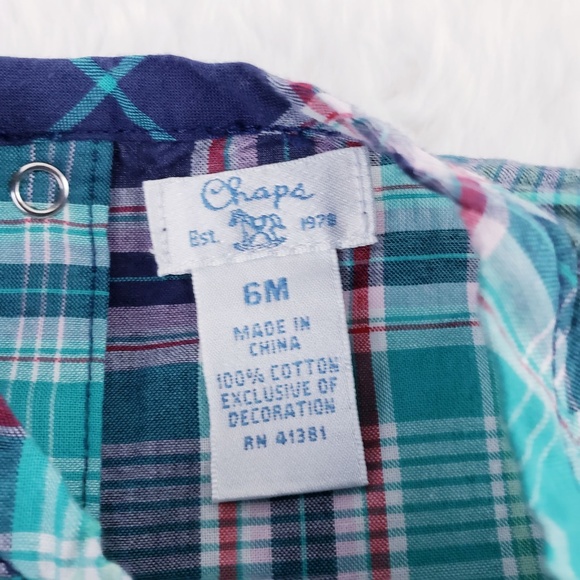 Chaps
Est. 1978
6M
MADE IN
CHINA
100% COTTON
EXCLUSIVE OF
DECORATION
RN 41381